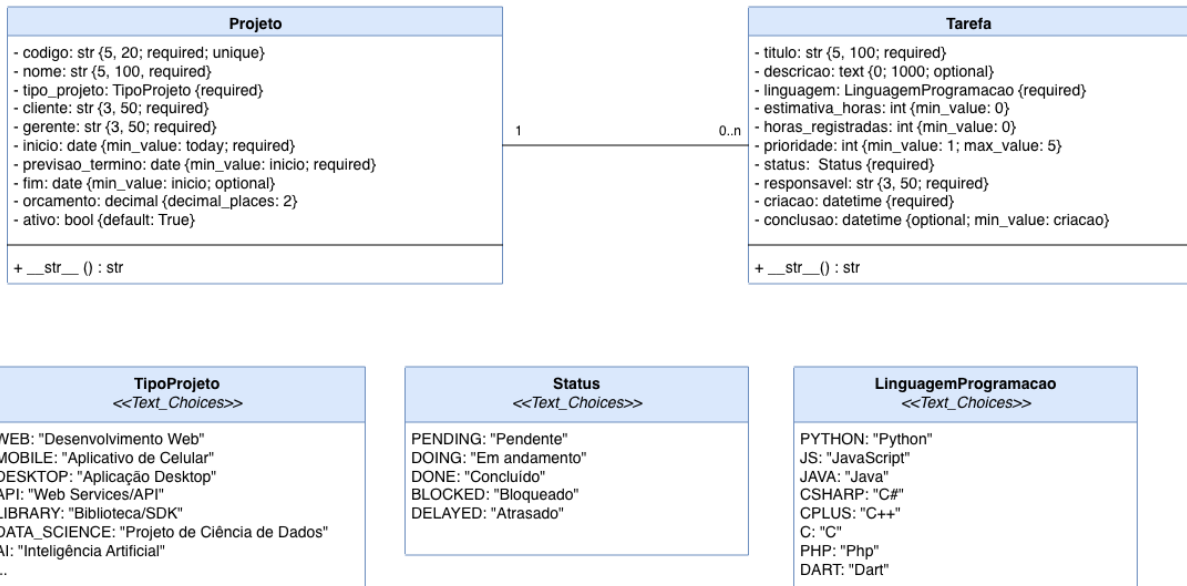 Projeto
- codigo: str {5, 20; required; unique}
- nome: str {5, 100, required}
- tipo_projeto: TipoProjeto {required}
- cliente: str {3, 50; required}
- gerente: str {3, 50; required}
- inicio: date {min_value: today; required}
- previsao_termino: date {min_value: inicio; required}
- fim: date {min_value: inicio; optional}
- orcamento: decimal {decimal_places: 2}
- ativo: bool {default: True}
+ __str__ () : str
1
0..n
Tarefa
- titulo: str {5, 100; required}
- descricao: text {0; 1000; optional}
- linguagem: LinguagemProgramacao {required}
- estimativa_horas: int {min_value: 0}
- horas_registradas: int {min_value: 0}
- prioridade: int {min_value: 1; max_value: 5}
- status:  Status {required}
- responsavel: str {3, 50; required}
- criacao: datetime {required}
- conclusao: datetime {optional; min_value: criacao}
+ __str__() : str
TipoProjeto
<<Text_Choices>>
WEB: "Desenvolvimento Web"
MOBILE: "Aplicativo de Celular"
DESKTOP: "Aplicação Desktop"
API: "Web Services/API"
LIBRARY: "Biblioteca/SDK"
DATA_SCIENCE: "Projeto de Ciência de Dados"
AI: "Inteligência Artificial"
...
Status
<<Text_Choices>>
PENDING: "Pendente"
DOING: "Em andamento"
DONE: "Concluído"
BLOCKED: "Bloqueado"
DELAYED: "Atrasado"
LinguagemProgramacao
<<Text_Choices>>
PYTHON: "Python"
JS: "JavaScript"
JAVA: "Java"
CSHARP: "C#"
CPLUS: "C++"
C: "C"
PHP: "Php"
DART: "Dart"